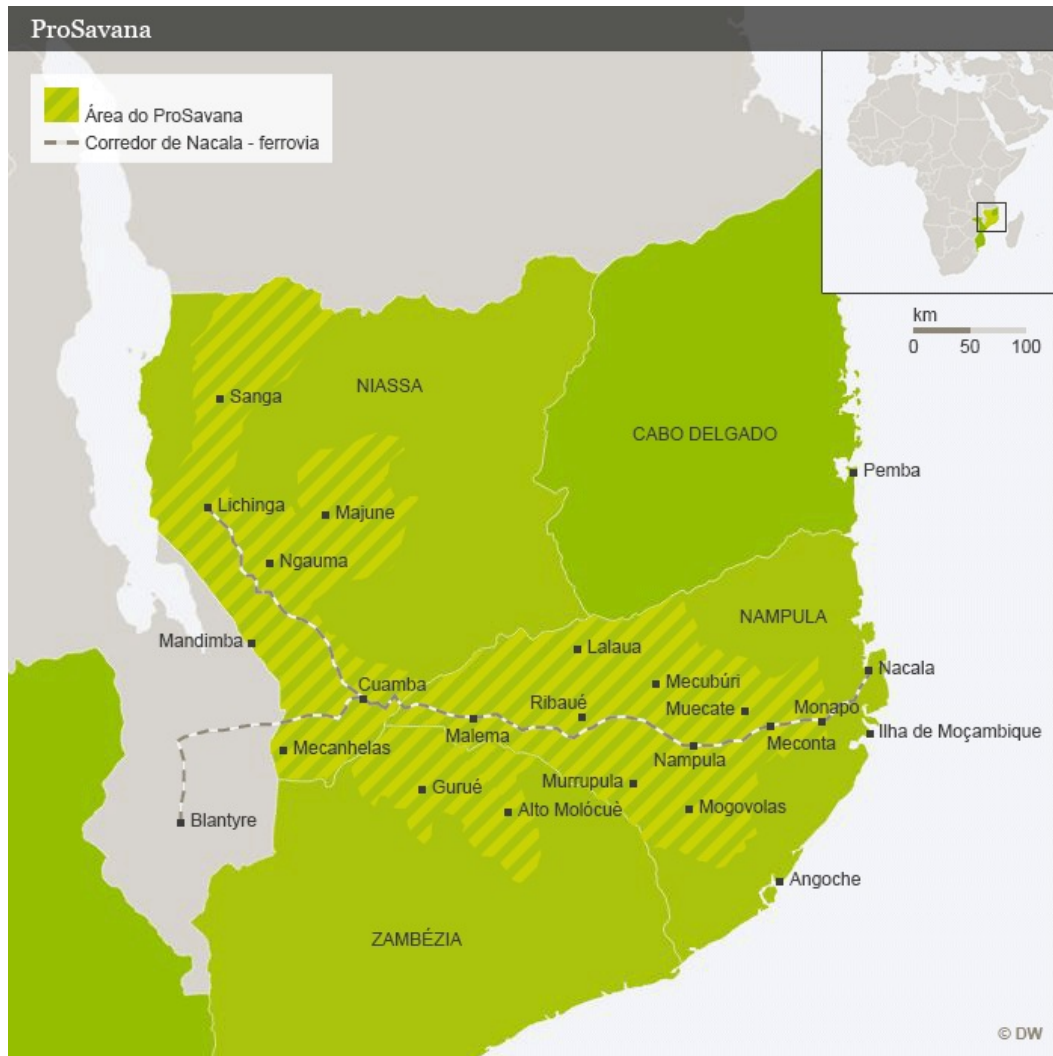 ProSavana
Área do ProSavana
Corredor de Nacala - ferrovia
km
0 50 100
NIASSA
Sanga
CABO DELGADO
Pemba
Lichinga
Majune
Ngauma
NAMPULA
Mandimba
Lalaua
Nacala
Cuamba
Mecubúri
Ribaué
Muecate
Monapo
Malema
Meconta
Ilha de Moçambique
Mecanhelas
Nampula
Gurué
Murrupula
Alto Molócuè
Mogovolas
Blantyre
Angoche
ZAMBÉZIA
© DW